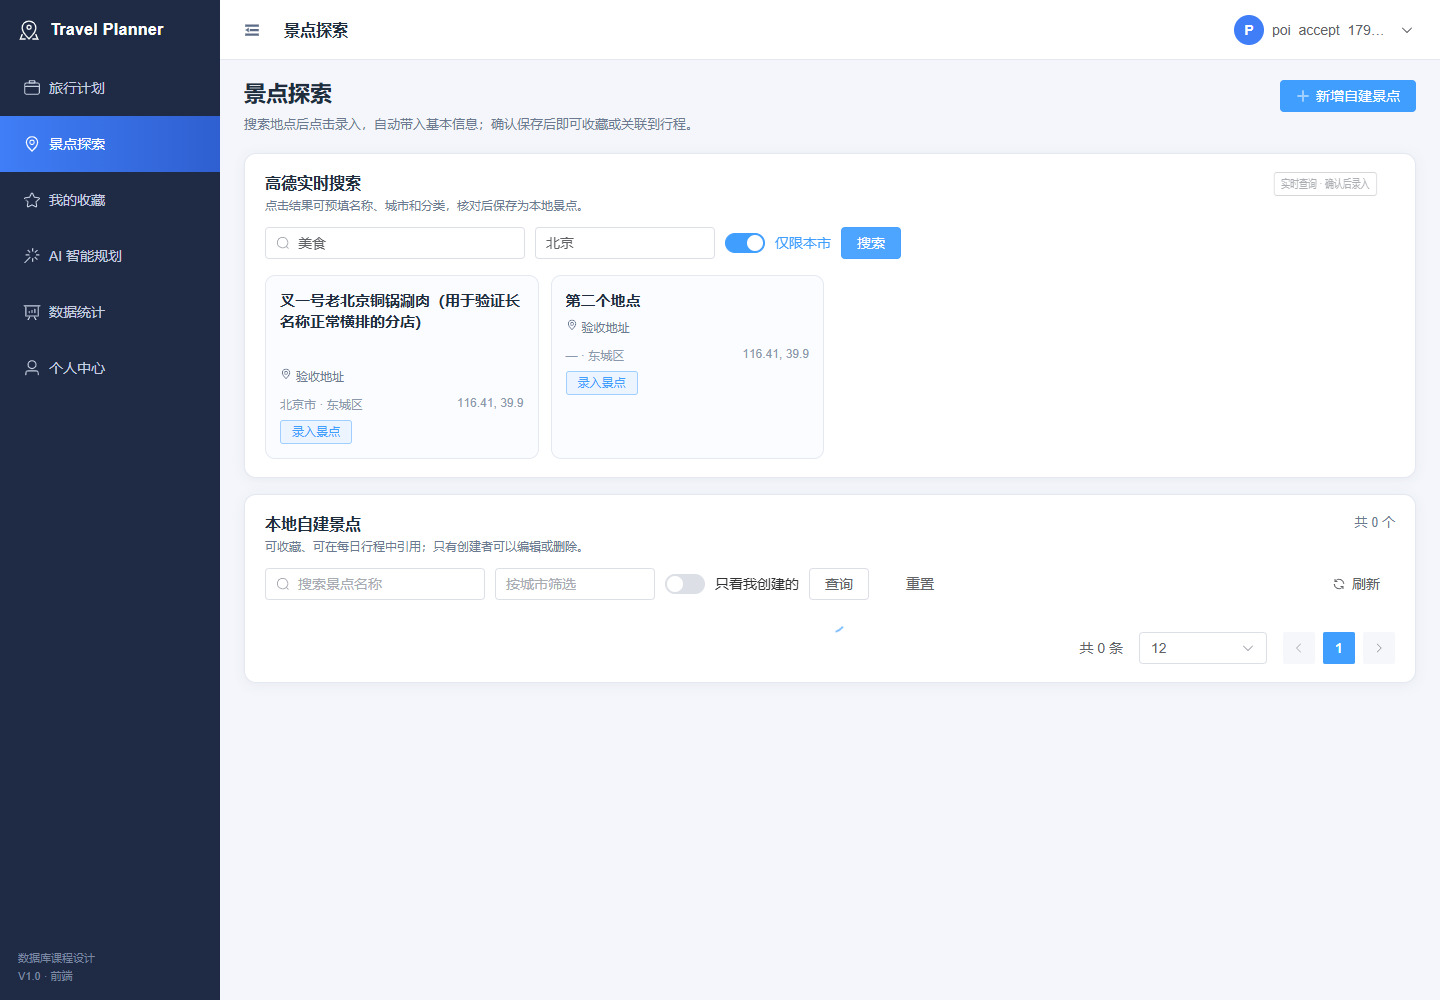 Travel Planner
旅行计划
景点探索
我的收藏
AI 智能规划
数据统计
个人中心
数据库课程设计
V1.0 · 前端
景点探索
P
poi_accept_179...
景点探索
搜索地点后点击录入，自动带入基本信息；确认保存后即可收藏或关联到行程。
新增自建景点
高德实时搜索
点击结果可预填名称、城市和分类，核对后保存为本地景点。
实时查询 · 确认后录入
美食
北京
仅限本市
搜索
叉一号老北京铜锅涮肉（用于验证长
名称正常横排的分店）
验收地址
北京市 · 东城区
116.41, 39.9
录入景点
第二个地点
验收地址
— · 东城区
116.41, 39.9
录入景点
本地自建景点
可收藏、可在每日行程中引用；只有创建者可以编辑或删除。
共 0 个
搜索景点名称
按城市筛选
只看我创建的
查询
重置
刷新
共 0 条
12
1